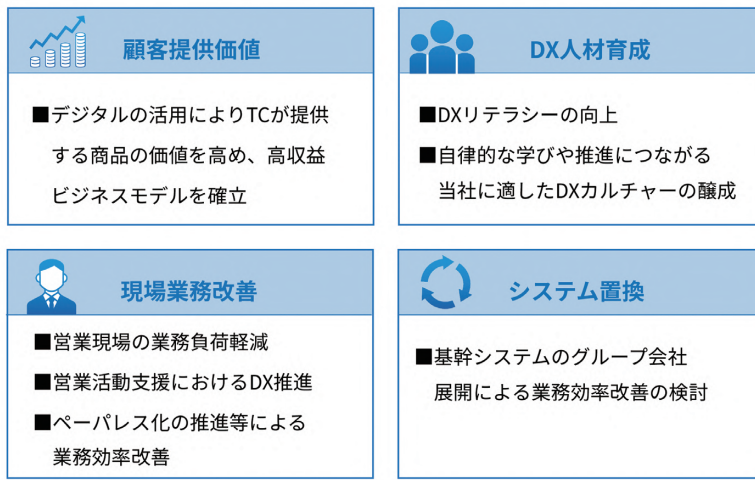 顧客提供価値
■デジタルの活用によりTCが提供
する商品の価値を高め、高収益
ビジネスモデルを確立
DX人材育成
■DXリテラシーの向上
■自律的な学びや推進につながる
当社に適したDXカルチャーの醸成
現場業務改善
■営業現場の業務負荷軽減
■営業活動支援におけるDX推進
■ペーパレス化の推進等による
業務効率改善
システム置換
■基幹システムのグループ会社
展開による業務効率改善の検討